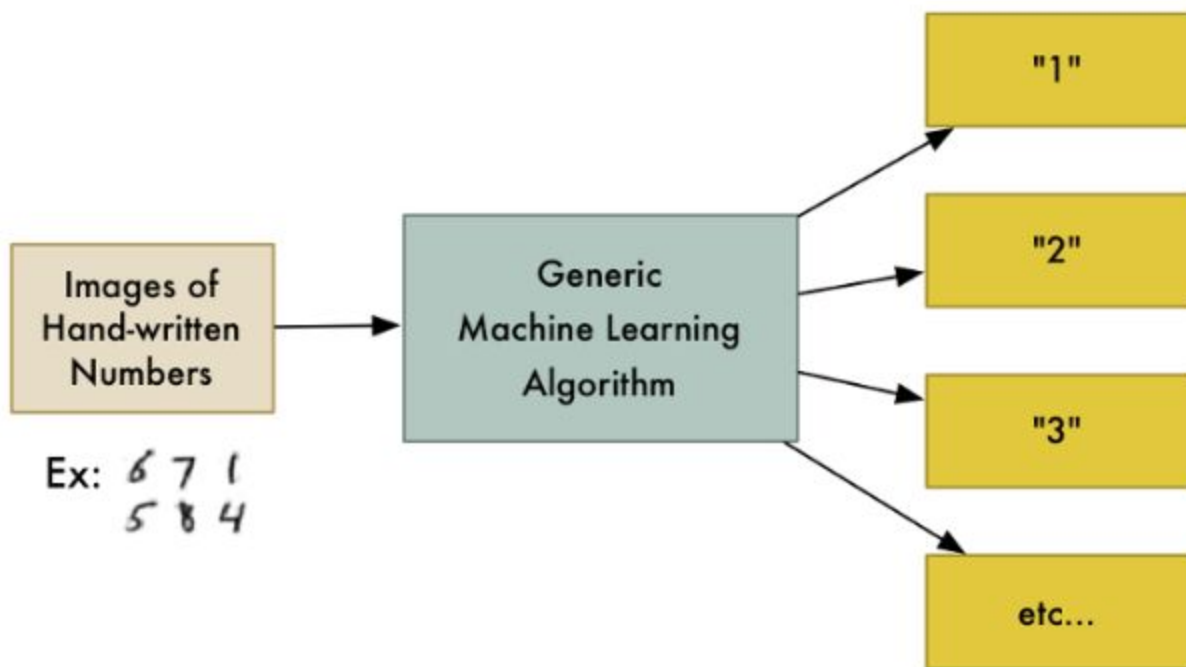 Images of
Hand-written
Numbers
Ex: 6 7 1
5 8 4
Generic
Machine Learning
Algorithm
"1"
"2"
"3"
etc...